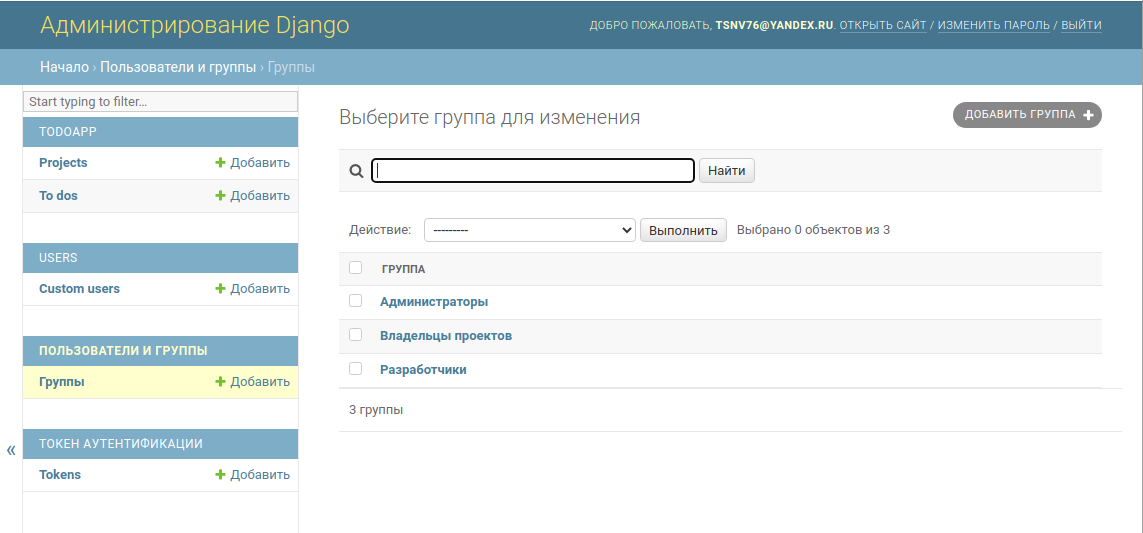 Администрирование Django
ДОБРО ПОЖАЛОВАТЬ, TSNV76@YANDEX.RU. ОТКРЫТЬ САЙТ / ИЗМЕНИТЬ ПАРОЛЬ / ВЫЙТИ
Начало › Пользователи и группы › Группы
Start typing to filter...
TODOAPP
Projects + Добавить
To dos + Добавить
USERS
Custom users + Добавить
ПОЛЬЗОВАТЕЛИ И ГРУППЫ
Группы + Добавить
ТОКЕН АУТЕНТИФИКАЦИИ
Tokens + Добавить
«
Выберите группа для изменения
ДОБАВИТЬ ГРУППА +
Найти
Действие: --------- Выполнить Выбрано 0 объектов из 3
ГРУППА
Администраторы
Владельцы проектов
Разработчики
3 группы